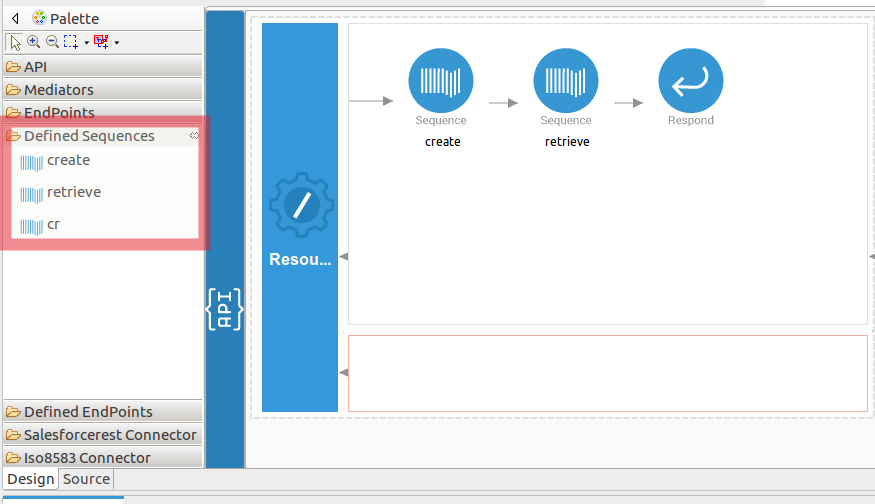 Palette
API
Mediators
EndPoints
Defined Sequences
create
retrieve
cr
Defined EndPoints
Salesforcerest Connector
Iso8583 Connector
Design Source
{API}
Resou...
Sequence
create
Sequence
retrieve
Respond